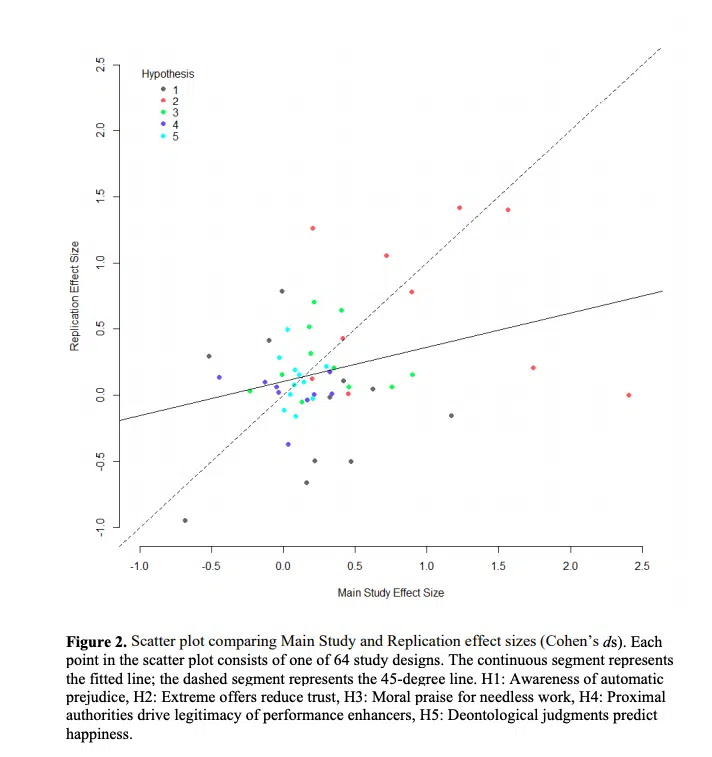 2.5
Hypothesis
1
2
3
4
5
2.0
1.5
1.0
0.5
0.0
-0.5
-1.0
Replication Effect Size
-1.0 -0.5 0.0 0.5 1.0 1.5 2.0 2.5
Main Study Effect Size
Figure 2. Scatter plot comparing Main Study and Replication effect sizes (Cohen's ds). Each
point in the scatter plot consists of one of 64 study designs. The continuous segment represents
the fitted line; the dashed segment represents the 45-degree line. H1: Awareness of automatic
prejudice, H2: Extreme offers reduce trust, H3: Moral praise for needless work, H4: Proximal
authorities drive legitimacy of performance enhancers, H5: Deontological judgments predict
happiness.